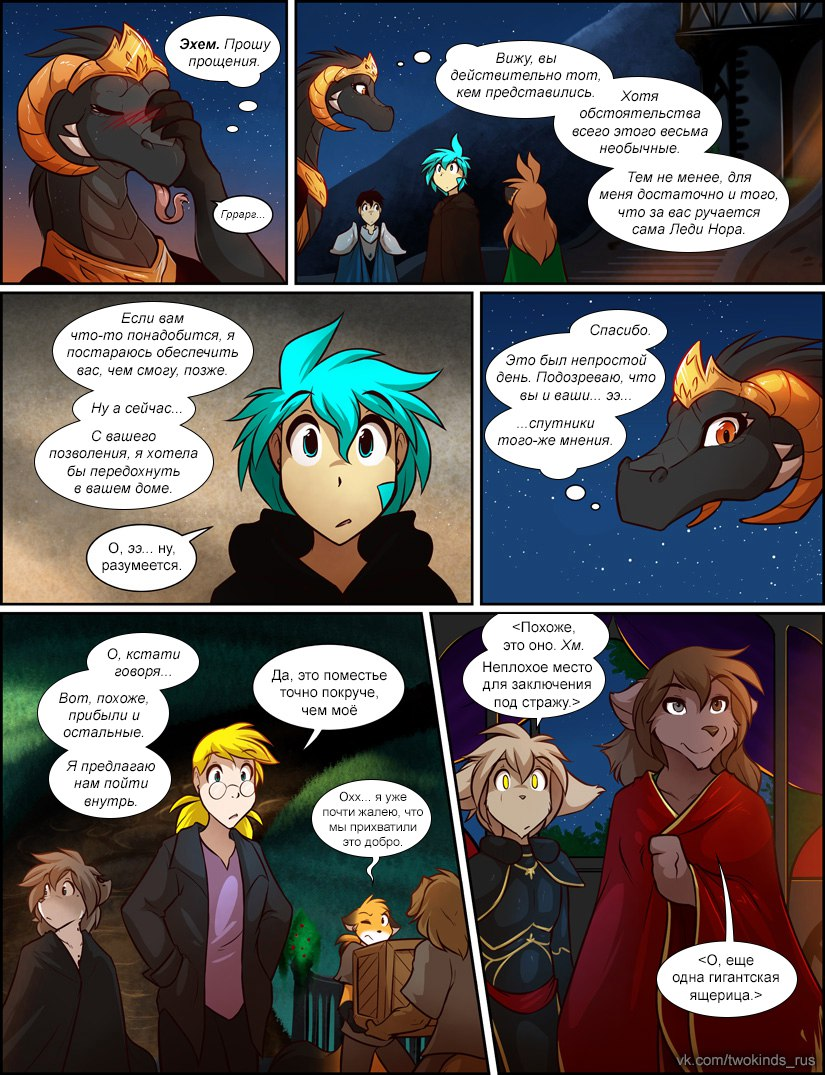 Эхем. Прошу
прощения.
Гррарг...
Вижу, вы
действительно тот,
кем представились.
Хотя
обстоятельства
всего этого весьма
необычные.
Тем не менее, для
меня достаточно и того,
что за вас ручается
сама Леди Нора.
Если вам
что-то понадобится, я
постараюсь обеспечить
вас, чем смогу, позже.
Ну а сейчас...
С вашего
позволения, я хотела
бы передохнуть
в вашем доме.
О, ээ... ну,
разумеется.
Спасибо.
Это был непростой
день. Подозреваю, что
вы и ваши... ээ...
...спутники
того-же мнения.
О, кстати
говоря...
Вот, похоже,
прибыли и
остальные.
Я предлагаю
нам пойти
внутрь.
Да, это поместье
точно покруче,
чем моё
Охх... я уже
почти жалею, что
мы прихватили
это добро.
<Похоже,
это оно. Хм.
Неплохое место
для заключения
под стражу.>
<О, еще
одна гигантская
ящерица.>
vk.com/twokinds_rus